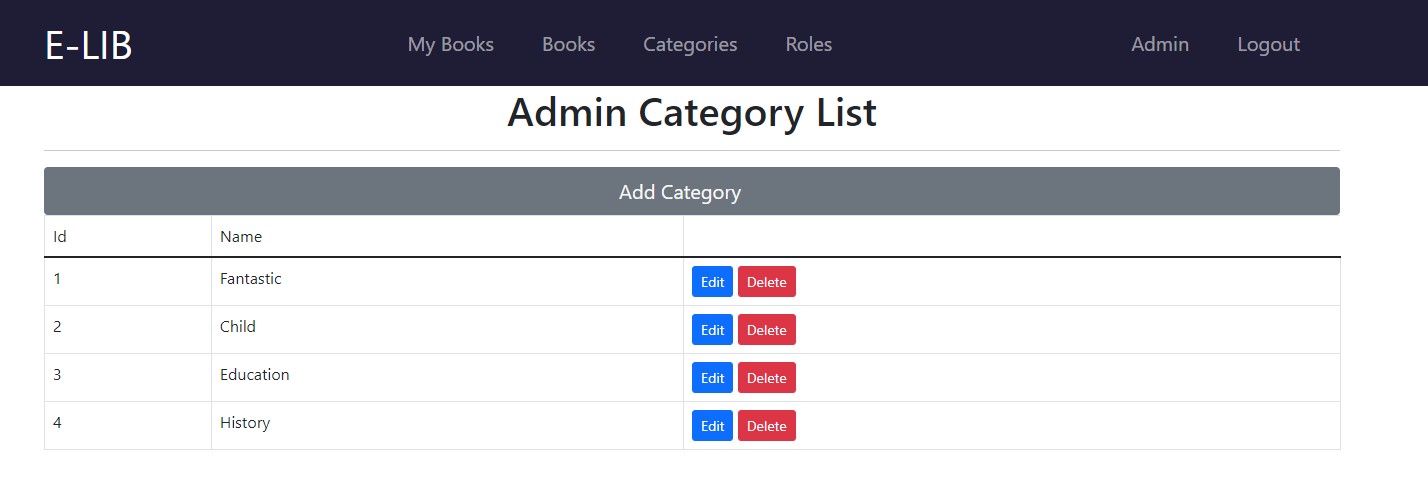 E-LIB My Books Books Categories Roles Admin Logout
Admin Category List
Add Category
Id Name
1 Fantastic Edit Delete
2 Child Edit Delete
3 Education Edit Delete
4 History Edit Delete